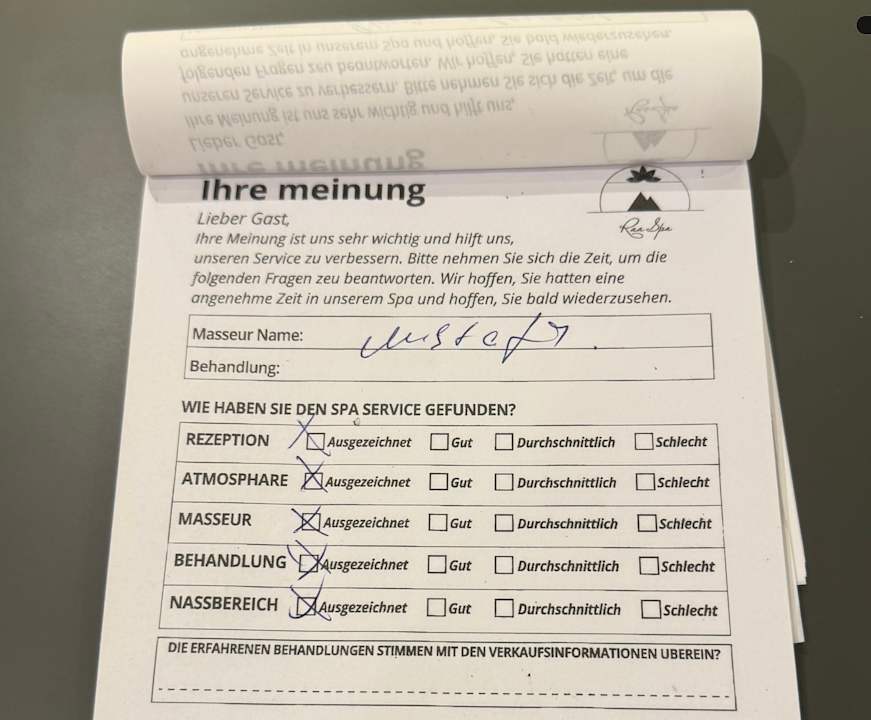 Ihre meinung
Lieber Gast,
Ihre Meinung ist uns sehr wichtig und hilft uns,
unseren Service zu verbessern. Bitte nehmen Sie sich die Zeit, um die
folgenden Fragen zeu beantworten. Wir hoffen, Sie hatten eine
angenehme Zeit in unserem Spa und hoffen, Sie bald wiederzusehen.
Raa Spa
Masseur Name: Mustafa
Behandlung:
WIE HABEN SIE DEN SPA SERVICE GEFUNDEN?
REZEPTION Ausgezeichnet Gut Durchschnittlich Schlecht
ATMOSPHARE Ausgezeichnet Gut Durchschnittlich Schlecht
MASSEUR Ausgezeichnet Gut Durchschnittlich Schlecht
BEHANDLUNG Ausgezeichnet Gut Durchschnittlich Schlecht
NASSBEREICH Ausgezeichnet Gut Durchschnittlich Schlecht
DIE ERFAHRENEN BEHANDLUNGEN STIMMEN MIT DEN VERKAUFSINFORMATIONEN UBEREIN?